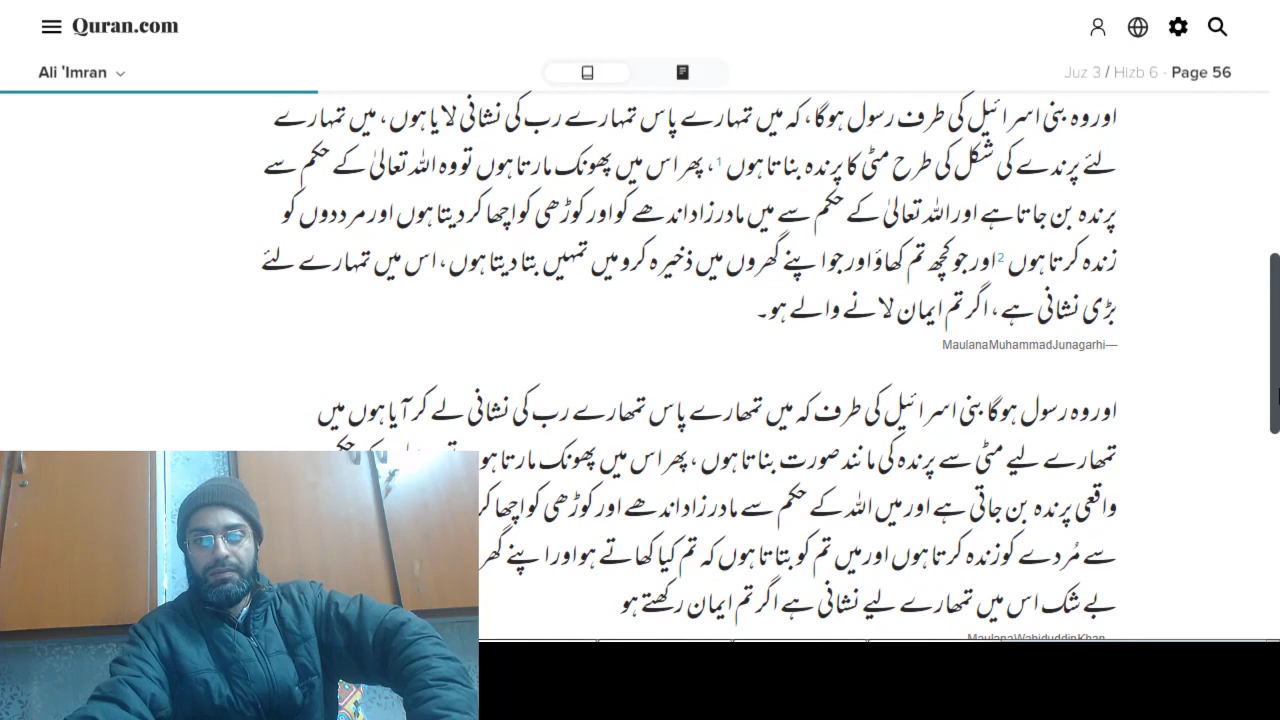 Quran.com
Ali 'Imran
Juz 3 / Hizb 6 - Page 56
اور وہ بنی اسرائیل کی طرف رسول ہوگا، کہ میں تمہارے پاس تمہارے رب کی نشانی لایا ہوں، میں تمہارے
لئے پرندے کی شکل کی طرح مٹی کا پرندہ بناتا ہوں 1، پھر اس میں پھونک مارتا ہوں تو وہ اللہ تعالیٰ کے حکم سے
پرندہ بن جاتا ہے اور اللہ تعالیٰ کے حکم سے میں مادرزاد اندھے کو اور کوڑھی کو اچھا کر دیتا ہوں اور مردوں کو
زندہ کرتا ہوں 2 اور جو کچھ تم کھاؤ اور جو اپنے گھروں میں ذخیره کرو میں تمہیں بتا دیتا ہوں، اس میں تمہارے لئے
بڑی نشانی ہے، اگر تم ایمان لانے والے ہو۔
MaulanaMuhammadJunagarhi—
اور وہ رسول ہوگا بنی اسرائیل کی طرف کہ میں تمھارے پاس تمھارے رب کی نشانی لے کر آیا ہوں میں
تمھارے لیے مٹی سے پرندہ کی مانند صورت بناتا ہوں، پھر اس میں پھونک مارتا
واقعی پرندہ بن جاتی ہے اور میں اللہ کے حکم سے مادرزاد اندھے اور کوڑھی کو اچھا
سے مُردے کو زندہ کرتا ہوں اور میں تم کو بتاتا ہوں کہ تم کیا کھاتے ہو اور اپنے
بے شک اس میں تمھارے لیے نشانی ہے اگر تم ایمان رکھتے ہو
MaulanaWahiduddinKhan